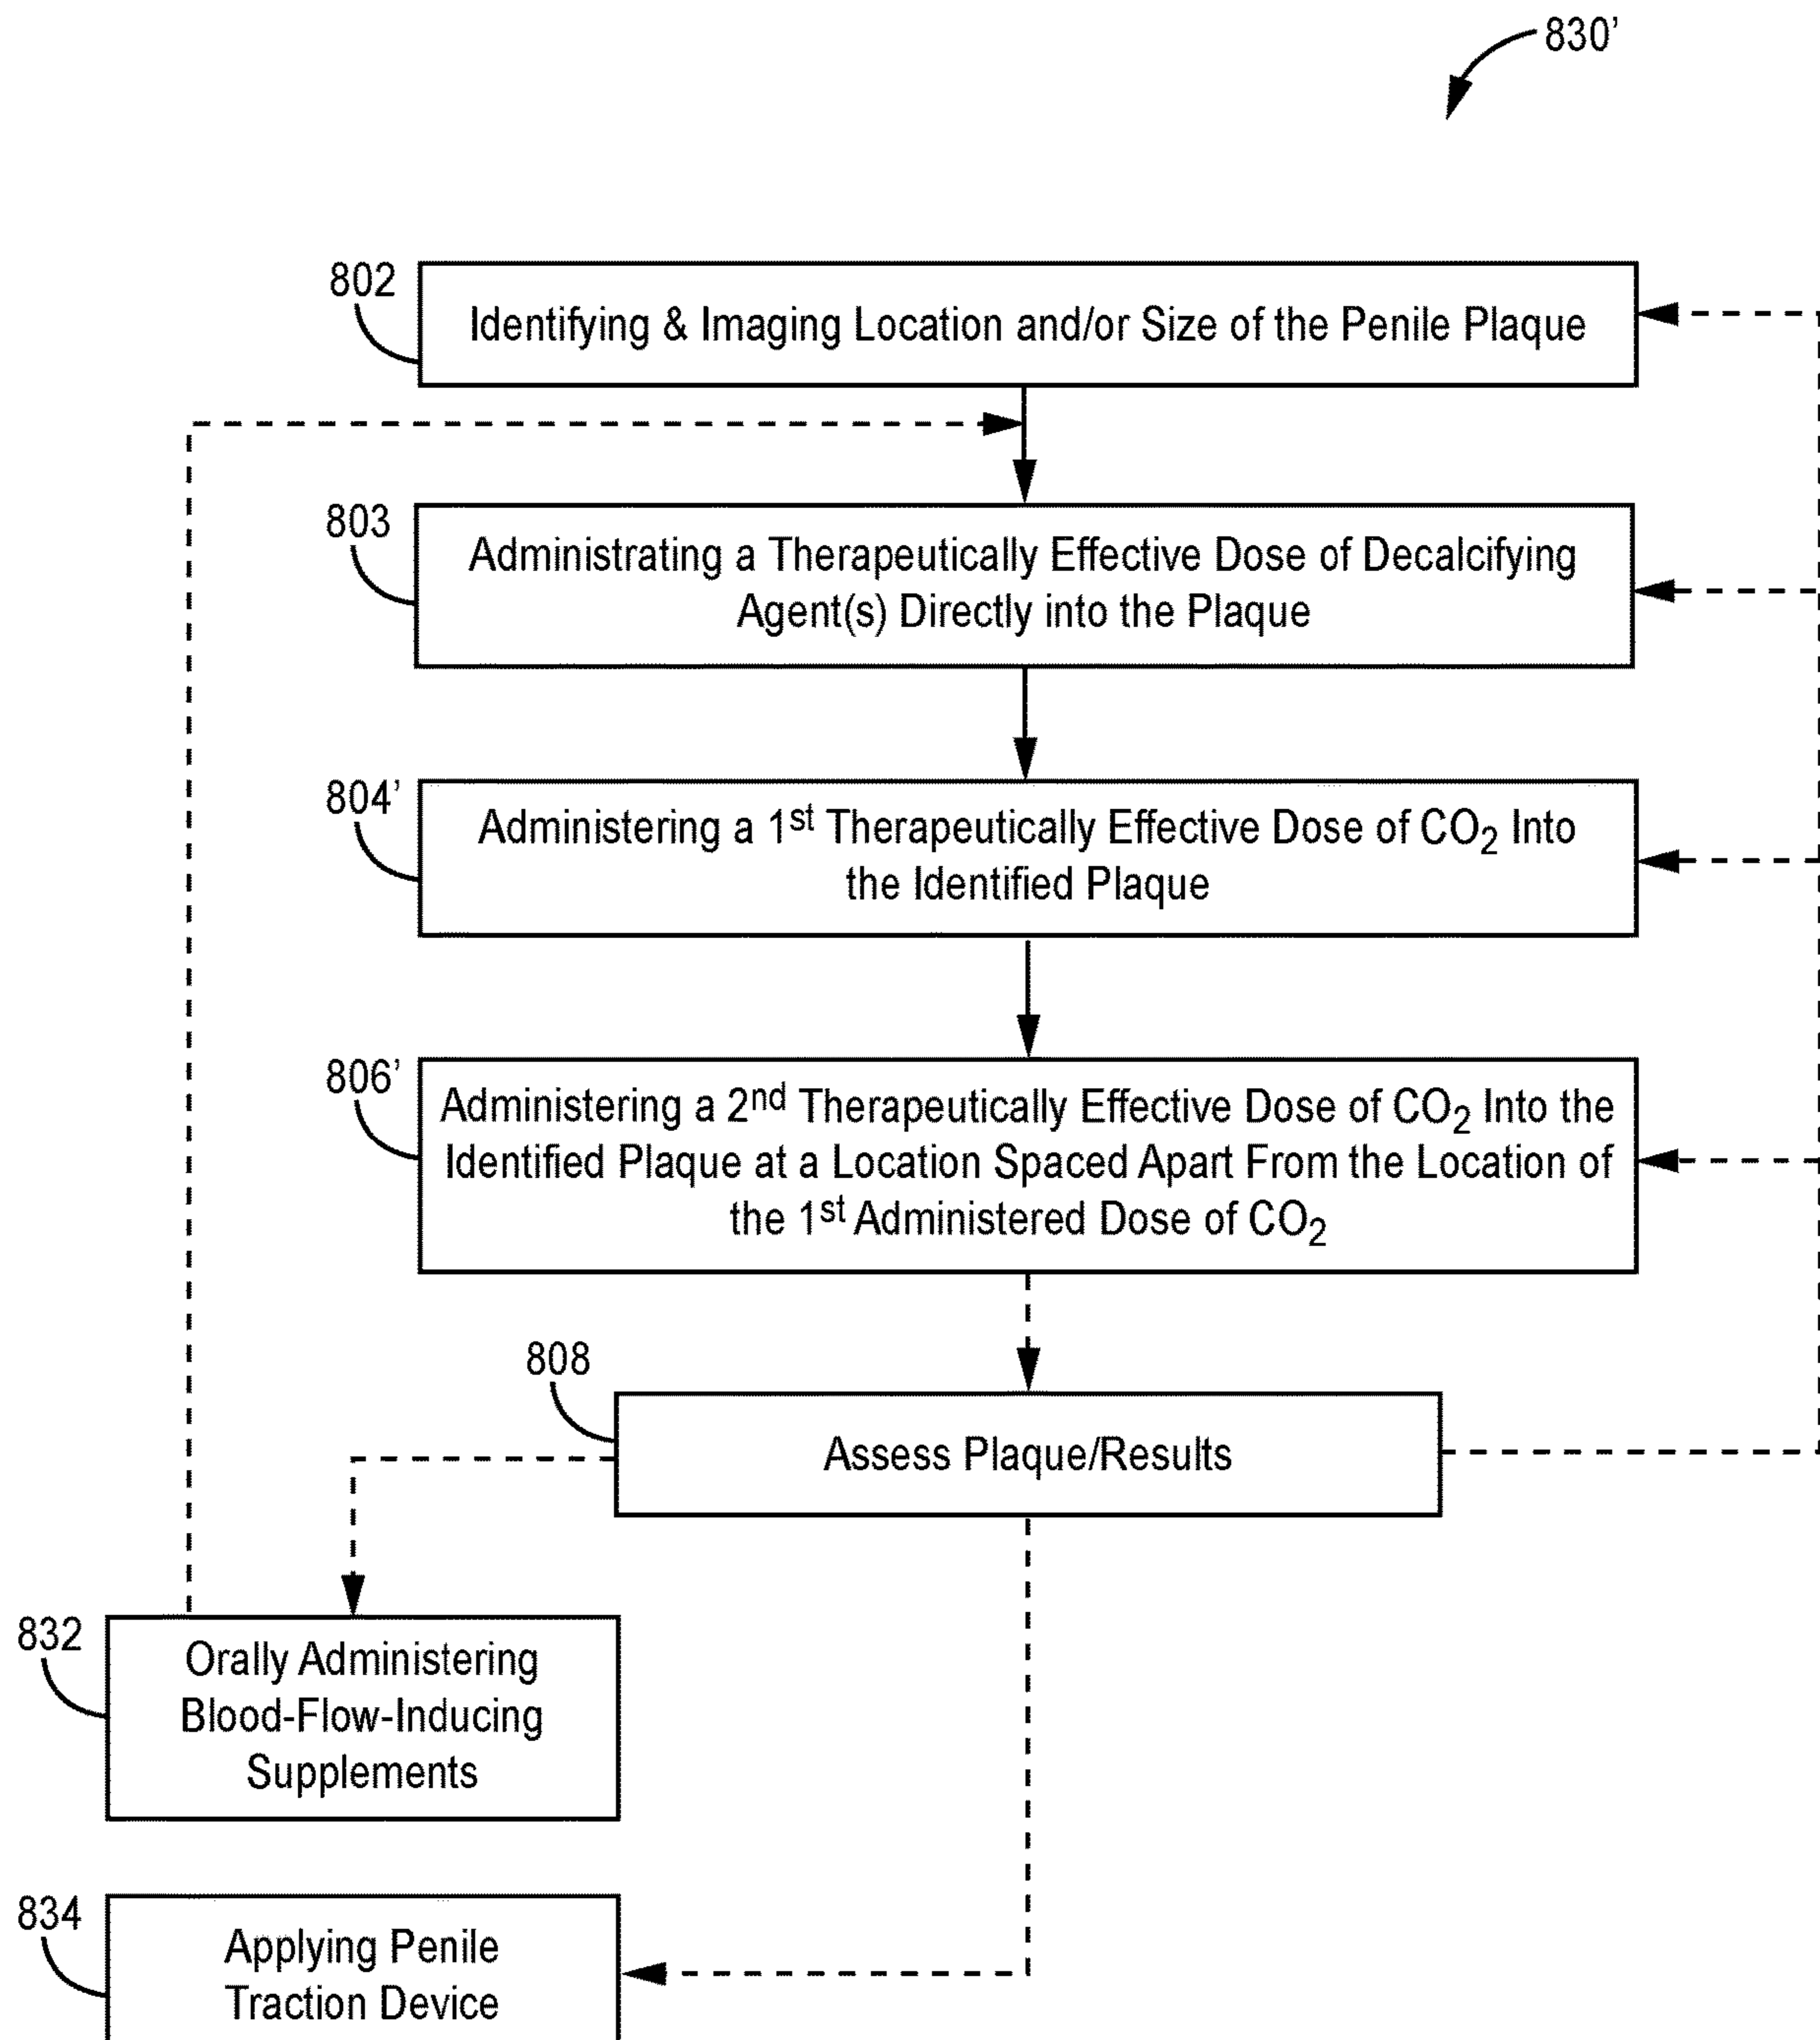 830’
802
Identifying & Imaging Location and/or Size of the Penile Plaque
803
Administrating a Therapeutically Effective Dose of Decalcifying
Agent(s) Directly into the Plaque
804’
Administering a 1st Therapeutically Effective Dose of CO2 Into
the Identified Plaque
806’
Administering a 2nd Therapeutically Effective Dose of CO2 Into the
Identified Plaque at a Location Spaced Apart From the Location of
the 1st Administered Dose of CO2
808
Assess Plaque/Results
832
Orally Administering
Blood-Flow-Inducing
Supplements
834
Applying Penile
Traction Device